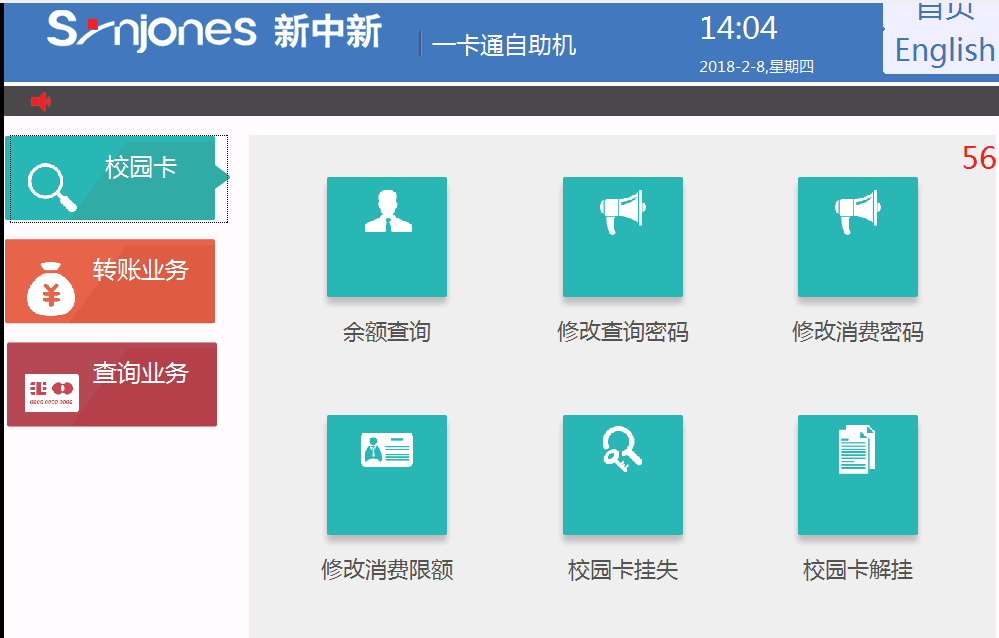 Synjones 新中新
一卡通自助机
14:04
2018-2-8,星期四
首页
English
校园卡
转账业务
查询业务
56
余额查询
修改查询密码
修改消费密码
修改消费限额
校园卡挂失
校园卡解挂